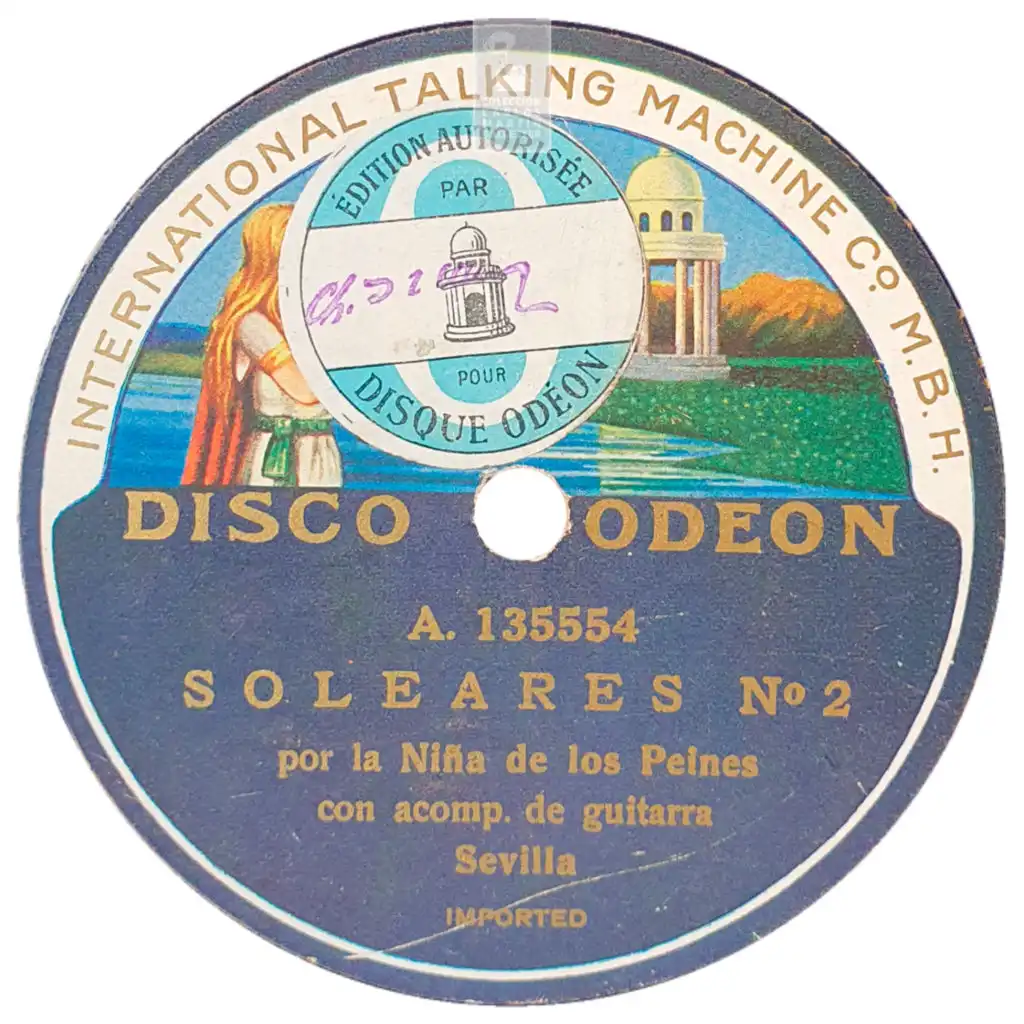 INTERNATIONAL TALKING MACHINE Cº M.B.H.
ÉDITION AUTORISÉE
PAR
POUR
DISQUE ODÉON
DISCO ODEON
A. 135554
SOLEARES Nº 2
por la Niña de los Peines
con acomp. de guitarra
Sevilla
IMPORTED